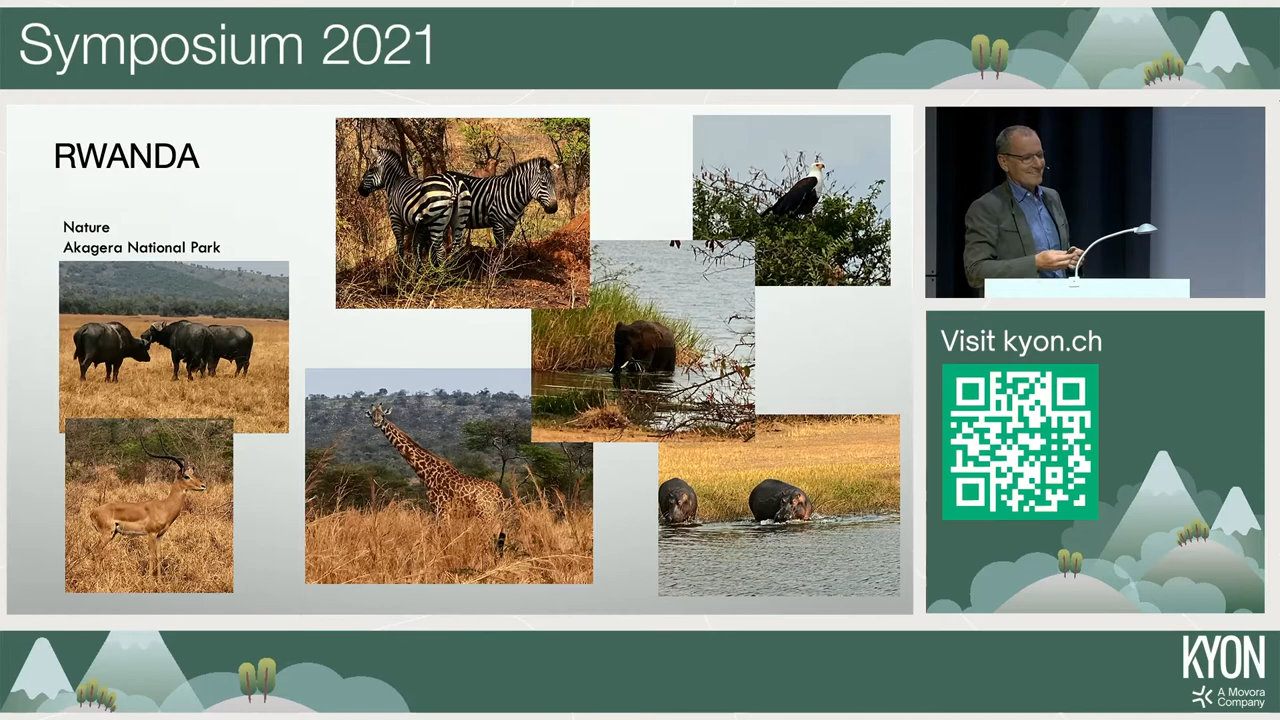 Symposium 2021
RWANDA
Nature
Akagera National Park
Visit kyon.ch
KYON
A Movora
Company